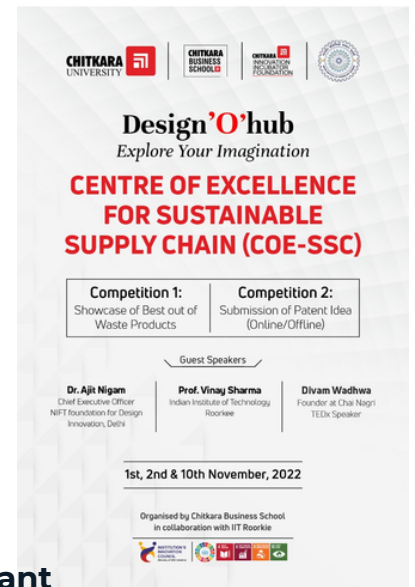 CHITKARA
UNIVERSITY
CHITKARA
BUSINESS
SCHOOL
CHITKARA
INNOVATION
INCUBATOR
FOUNDATION
Design'O'hub
Explore Your Imagination
CENTRE OF EXCELLENCE
FOR SUSTAINABLE
SUPPLY CHAIN (COE-SSC)
Competition 1:
Showcase of Best out of
Waste Products
Competition 2:
Submission of Patent Idea
(Online/Offline)
Guest Speakers
Dr. Ajit Nigam
Chief Executive Officer
NIFT foundation for Design
Innovation, Delhi
Prof. Vinay Sharma
Indian Institute of Technology
Roorkee
Divam Wadhwa
Founder at Chai Nagri
TEDx Speaker
1st, 2nd & 10th November, 2022
Organised by Chitkara Business School
in collaboration with IIT Roorkie
INSTITUTION'S
INNOVATION
COUNCIL
ant